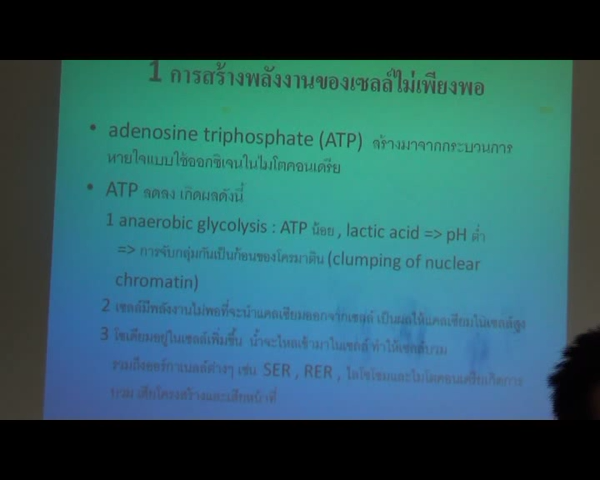 1 การสร้างพลังงานของเซลล์ไม่เพียงพอ
• adenosine triphosphate (ATP) สร้างมาจากกระบวนการ
หายใจแบบใช้ออกซิเจนในไมโตคอนเดรีย
• ATP ลดลง เกิดผลดังนี้
1 anaerobic glycolysis : ATP น้อย , lactic acid => pH ต่ำ
=> การจับกลุ่มกันเป็นก้อนของโครมาติน (clumping of nuclear
chromatin)
2 เซลล์มีพลังงานไม่พอที่จะนำแคลเซียมออกจากเซลล์ เป็นผลให้แคลเซียมในเซลล์สูง
3 โซเดียมอยู่ในเซลล์เพิ่มขึ้น น้ำจะไหลเข้ามาในเซลล์ ทำให้เซลล์บวม
รวมถึงออร์กาเนลล์ต่างๆ เช่น SER , RER , ไลโซโซมและไมโตคอนเดรียเกิดการ
บวม เสียโครงสร้างและเสียหน้าที่